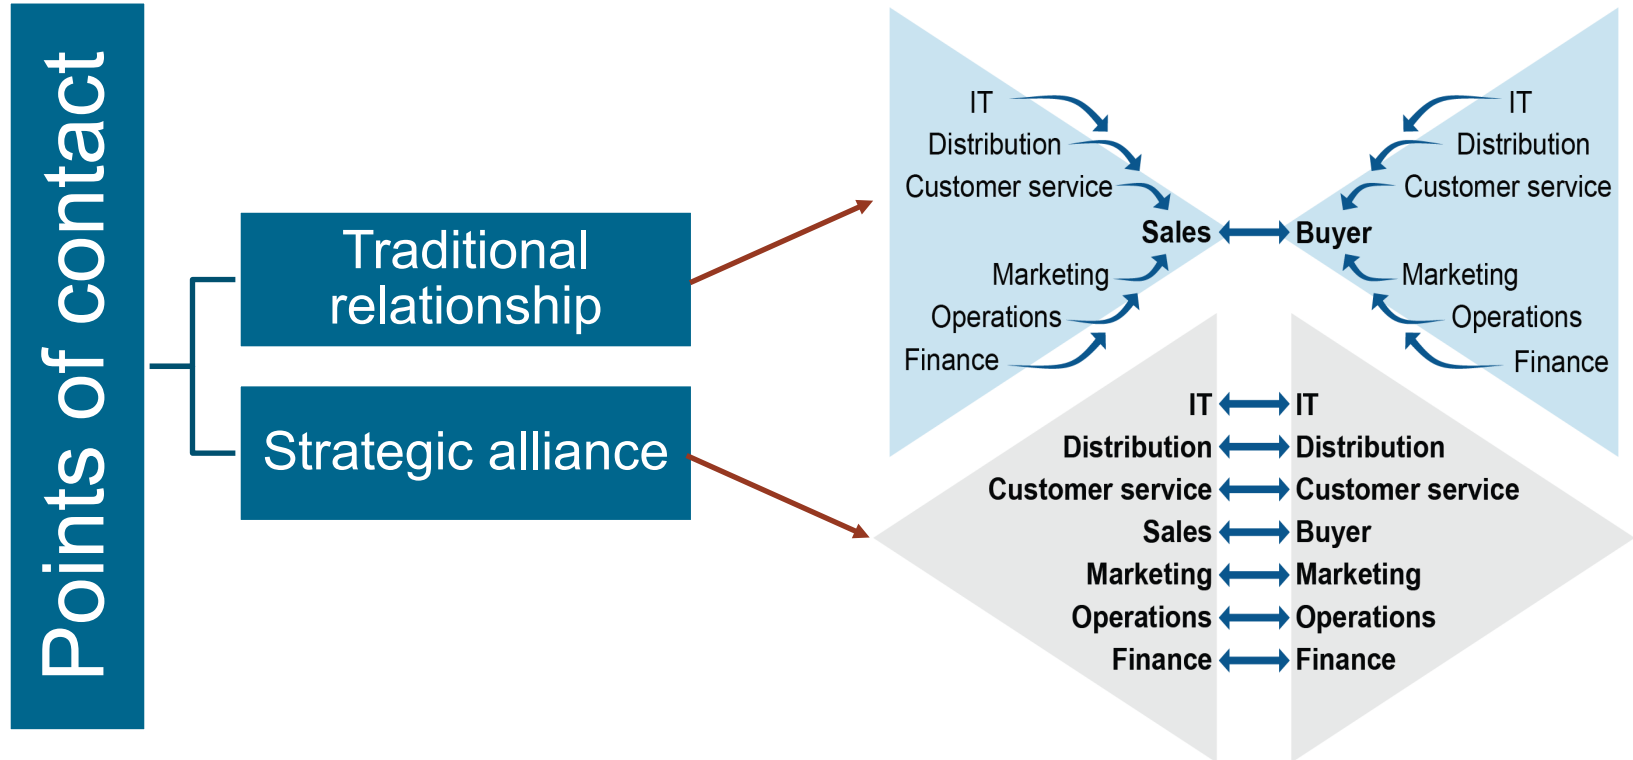 Points of contact
Traditional
relationship
Strategic alliance
IT
Distribution
Customer service
Sales
Marketing
Operations
Finance
IT
Distribution
Customer service
Buyer
Marketing
Operations
Finance
IT IT
Distribution Distribution
Customer service Customer service
Sales Buyer
Marketing Marketing
Operations Operations
Finance Finance